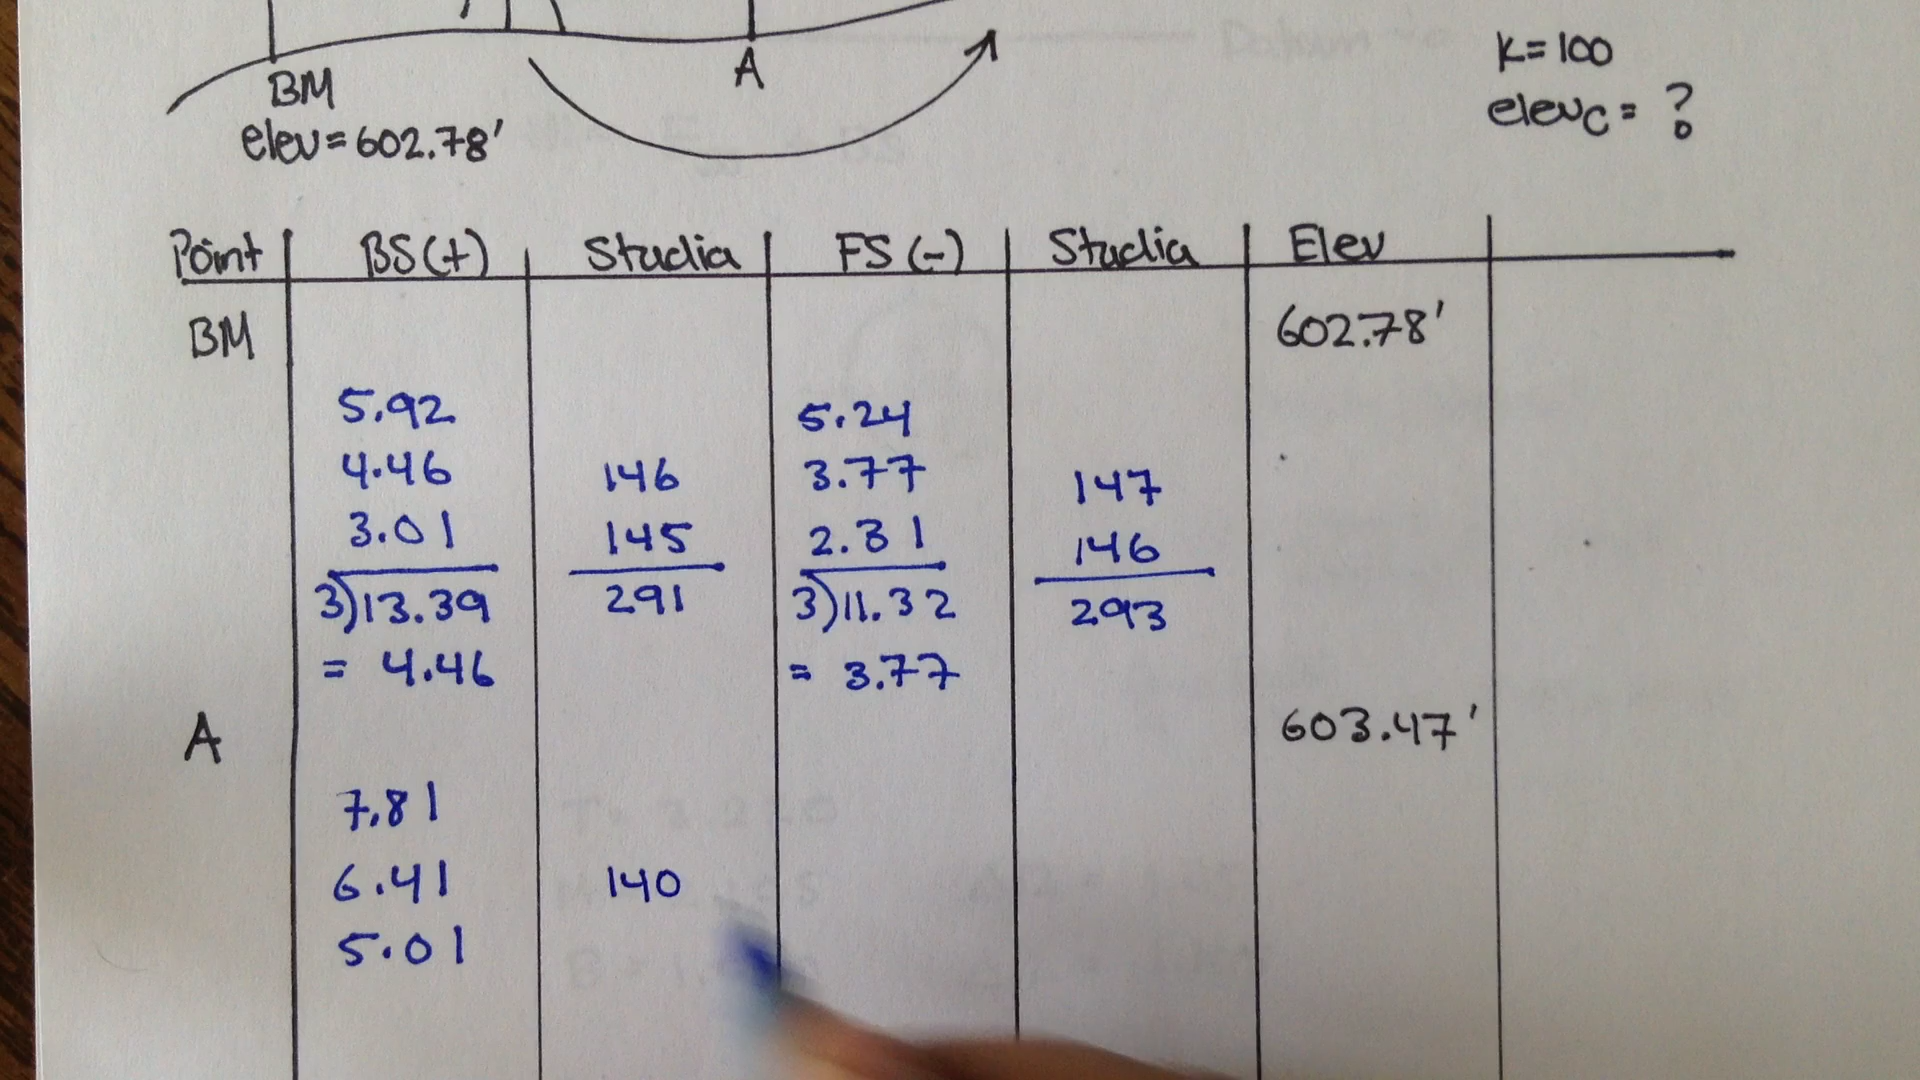 A
K=100
BM
elevc = ?
elev=602.78'
Point BS(+) Stadia FS(-) Stadia Elev
BM 602.78'
5.92 5.24
4.46 146 3.77 147
3.01 145 2.31 146
3)13.39 291 3)11.32 293
= 4.46 = 3.77
A 603.47'
7.81
6.41 140
5.01